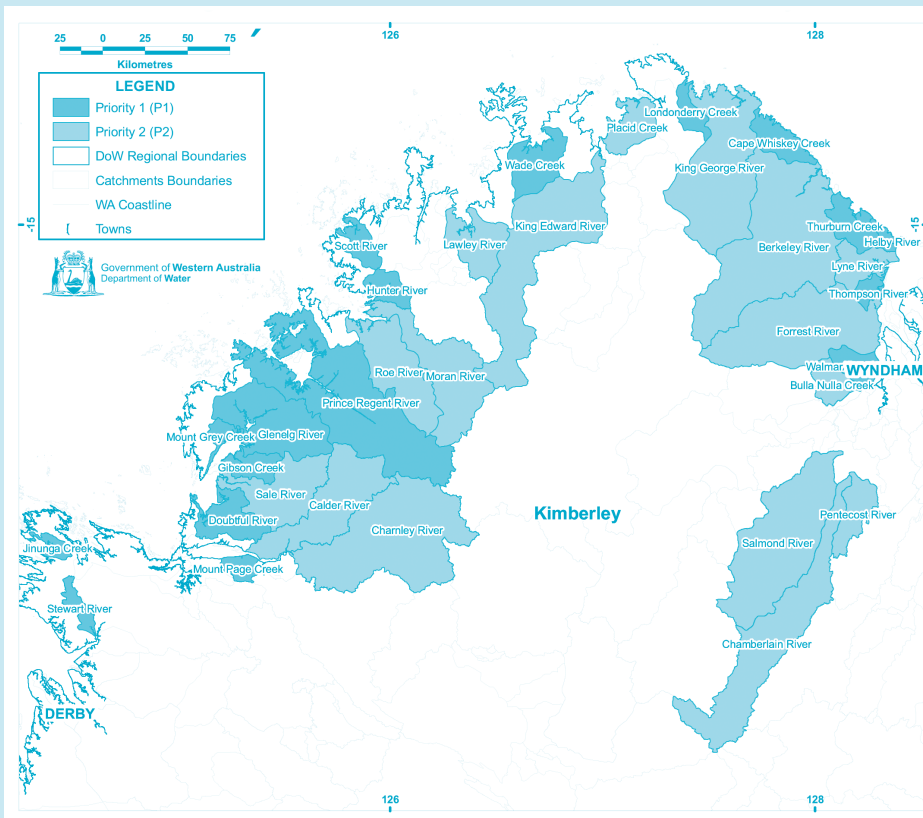 126
128
25 0 25 50 75
Kilometres
LEGEND
Priority 1 (P1)
Priority 2 (P2)
DoW Regional Boundaries
Catchments Boundaries
WA Coastline
Towns
Government of Western Australia
Department of Water
-15
-15
Londonderry Creek
Placid Creek
Cape Whiskey Creek
Wade Creek
King George River
King Edward River
Thurburn Creek
Scott River
Lawley River
Berkeley River
Helby River
Lyne River
Hunter River
Thompson River
Forrest River
Roe River
Moran River
WYNDHAM
Bulla Nulla Creek
Prince Regent River
Mount Grey Creek
Glenelg River
Gibson Creek
Sale River
Calder River
Kimberley
Pentecost River
Doubtful River
Charnley River
Salmond River
Jinunga Creek
Mount Page Creek
Stewart River
Chamberlain River
DERBY
126
128